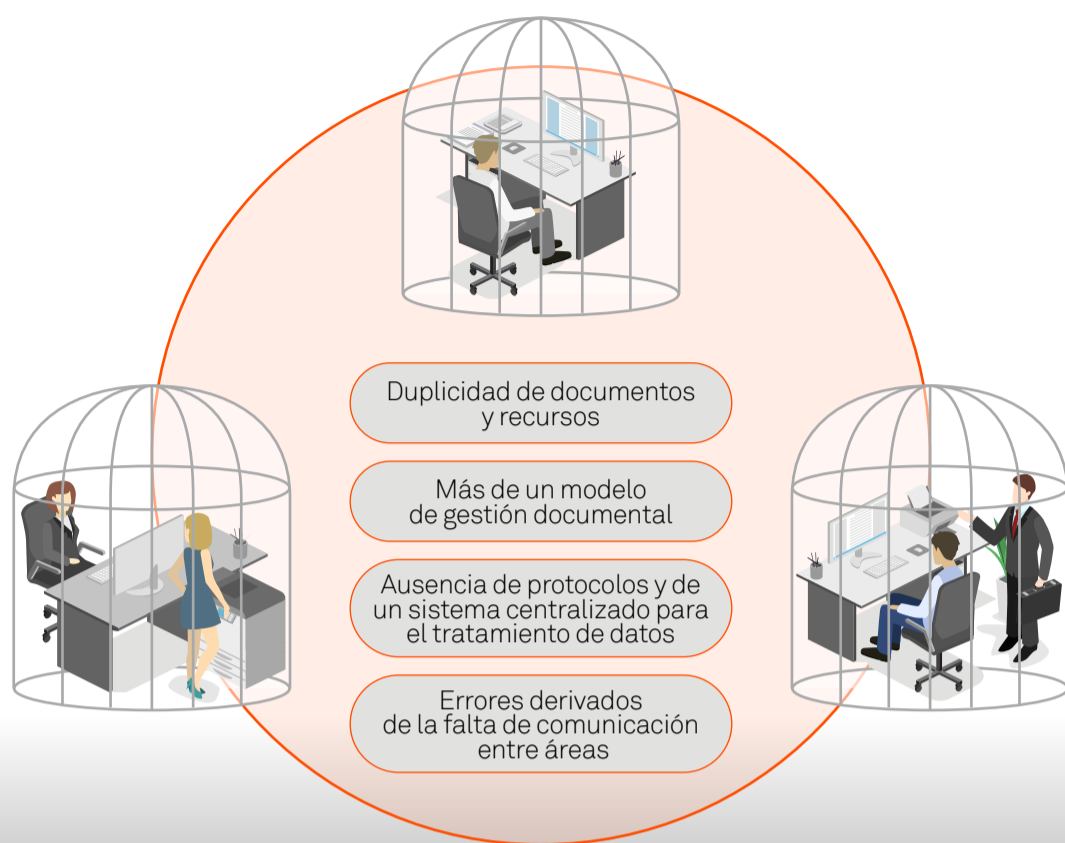 Duplicidad de documentos
y recursos
Más de un modelo
de gestión documental
Ausencia de protocolos y de
un sistema centralizado para
el tratamiento de datos
Errores derivados
de la falta de comunicación
entre áreas